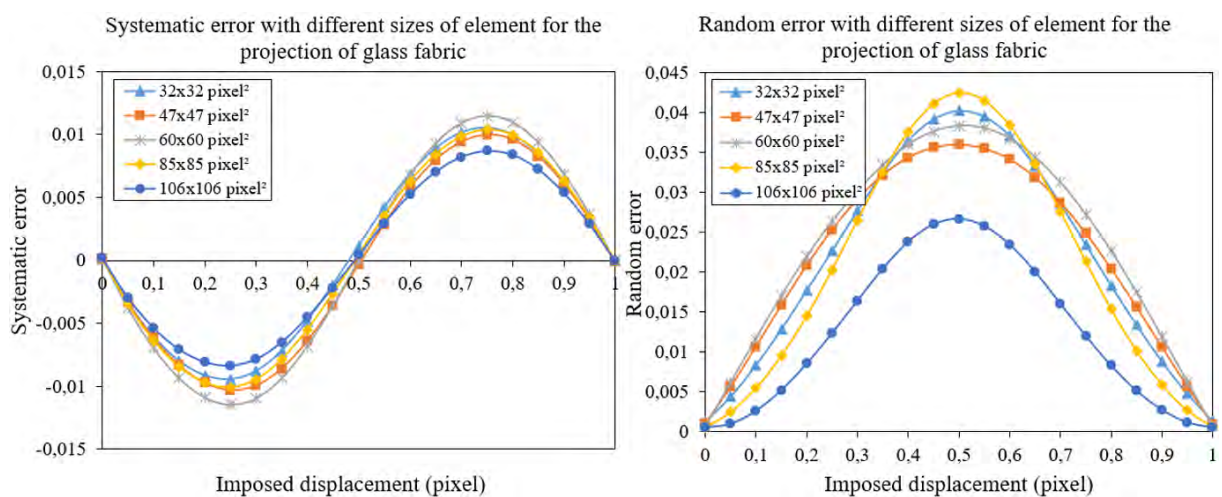 Systematic error with different sizes of element for the
projection of glass fabric
0,015
0,01
0,005
0
-0,005
-0,01
-0,015
Systematic error
32x32 pixel²
47x47 pixel²
60x60 pixel²
85x85 pixel²
106x106 pixel²
0 0,1 0,2 0,3 0,4 0,5 0,6 0,7 0,8 0,9 1
Imposed displacement (pixel)
Random error with different sizes of element for the
projection of glass fabric
0,045
0,04
0,035
0,03
0,025
0,02
0,015
0,01
0,005
0
Random error
32x32 pixel²
47x47 pixel²
60x60 pixel²
85x85 pixel²
106x106 pixel²
0 0,1 0,2 0,3 0,4 0,5 0,6 0,7 0,8 0,9 1
Imposed displacement (pixel)